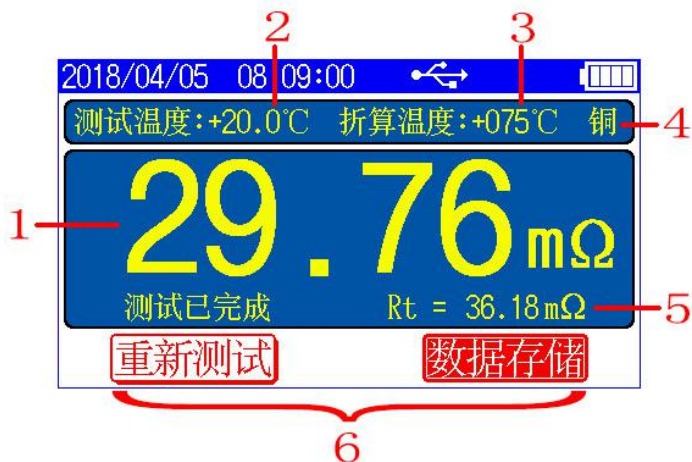 2 3
2018/04/05 08 09:00
测试温度:+20.0℃ 折算温度:+075℃ 铜 4
1 29.76mΩ
测试已完成 Rt = 36.18mΩ 5
重新测试 数据存储
6